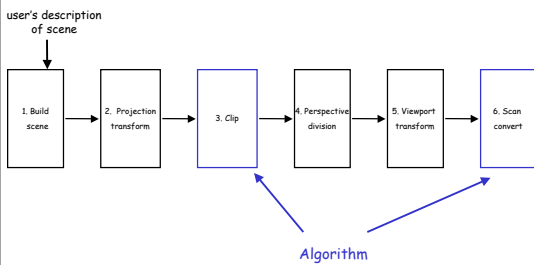 user's description
of scene
1. Build
scene
2. Projection
transform
3. Clip
4. Perspective
division
5. Viewport
transform
6. Scan
convert
Algorithm